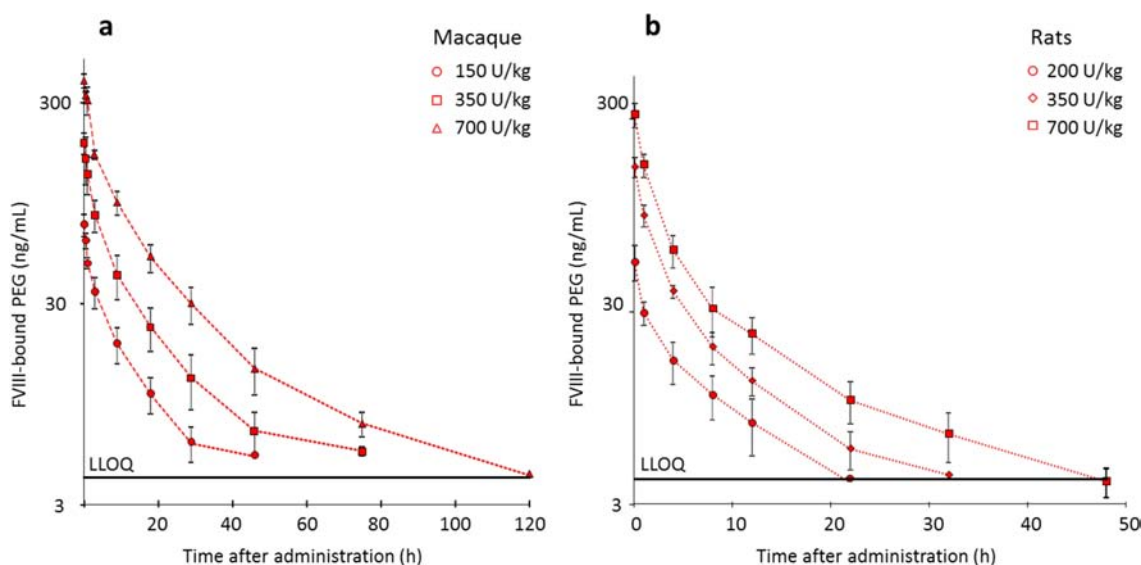 a
Macaque
150 U/kg
350 U/kg
700 U/kg
FVIII-bound PEG (ng/mL)
300
30
3
LLOQ
20
40
60
80
100
120
Time after administration (h)
b
Rats
200 U/kg
350 U/kg
700 U/kg
FVIII-bound PEG (ng/mL)
300
30
3
LLOQ
0
10
20
30
40
50
Time after administration (h)